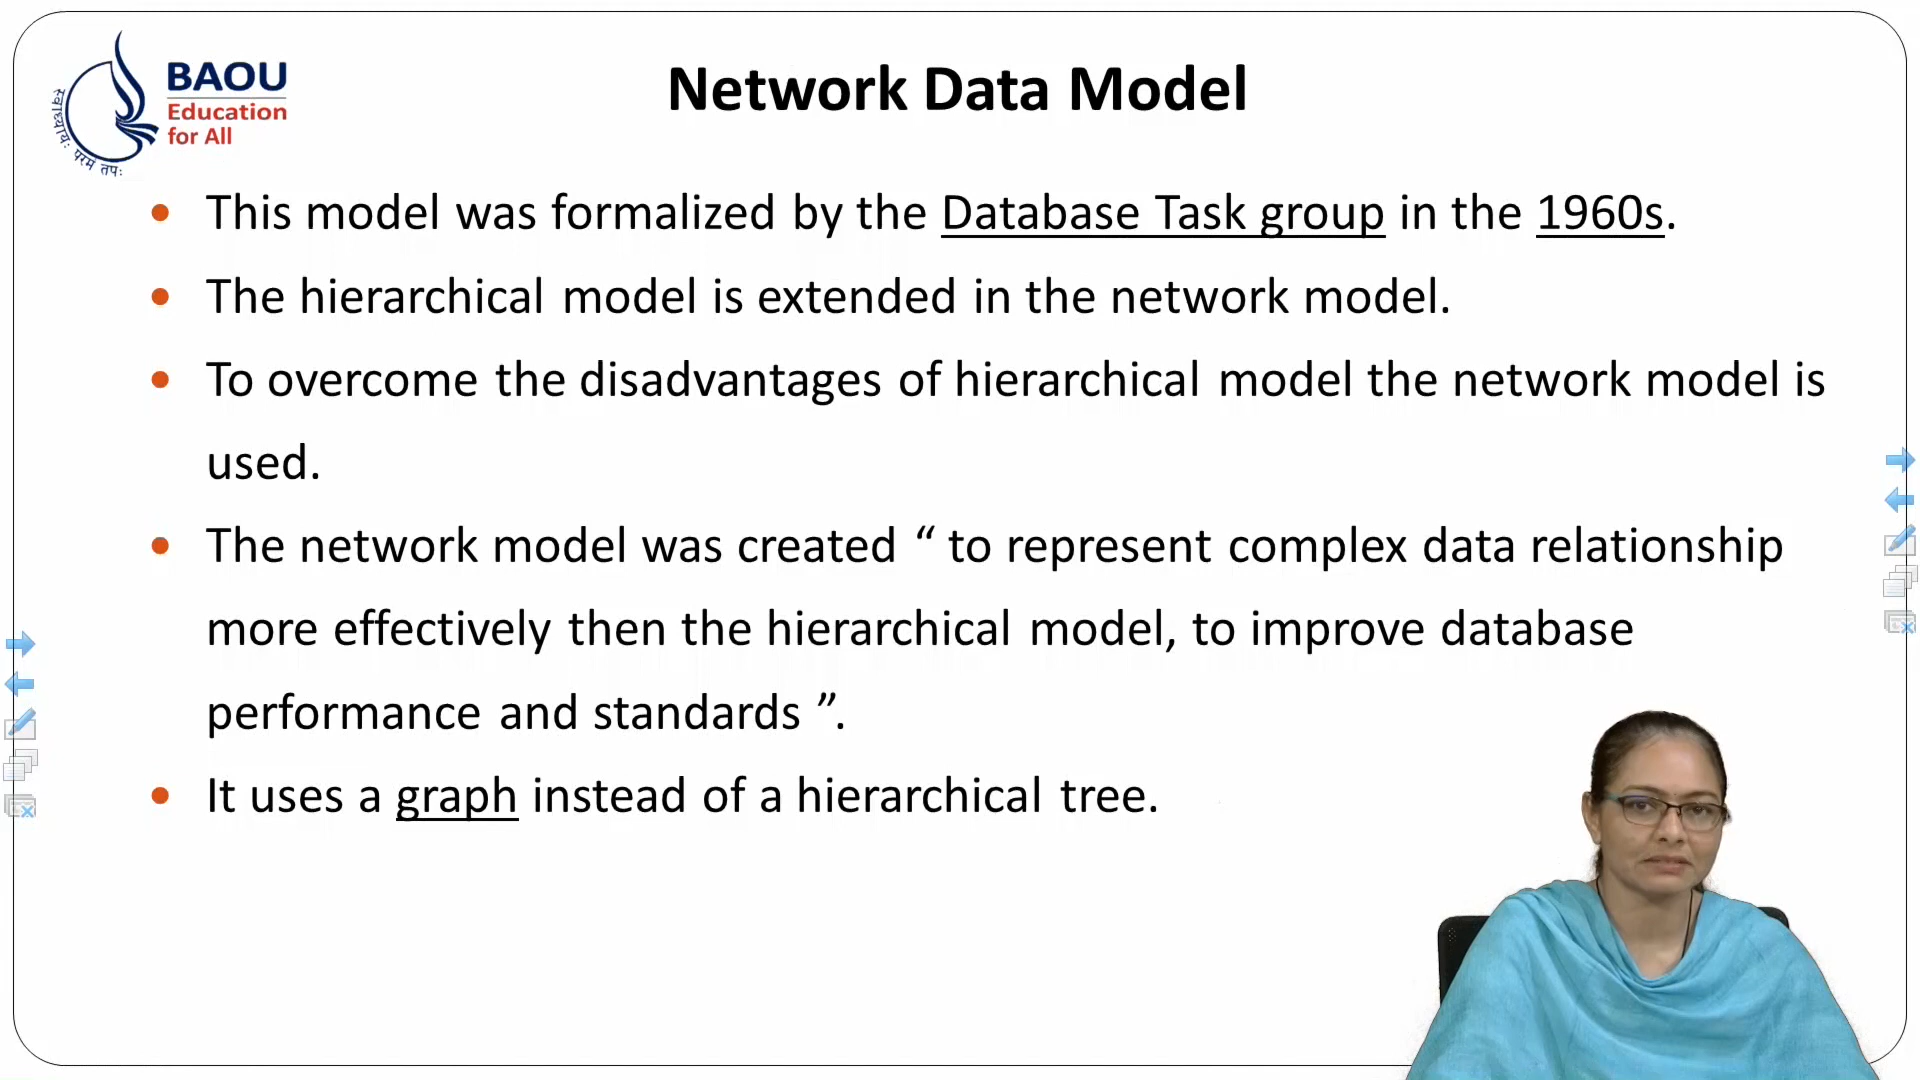 BAOU
Education
for All
स्वाध्यायः परमं तपः
Network Data Model
• This model was formalized by the Database Task group in the 1960s.
• The hierarchical model is extended in the network model.
• To overcome the disadvantages of hierarchical model the network model is
used.
• The network model was created “ to represent complex data relationship
more effectively then the hierarchical model, to improve database
performance and standards ”.
• It uses a graph instead of a hierarchical tree.